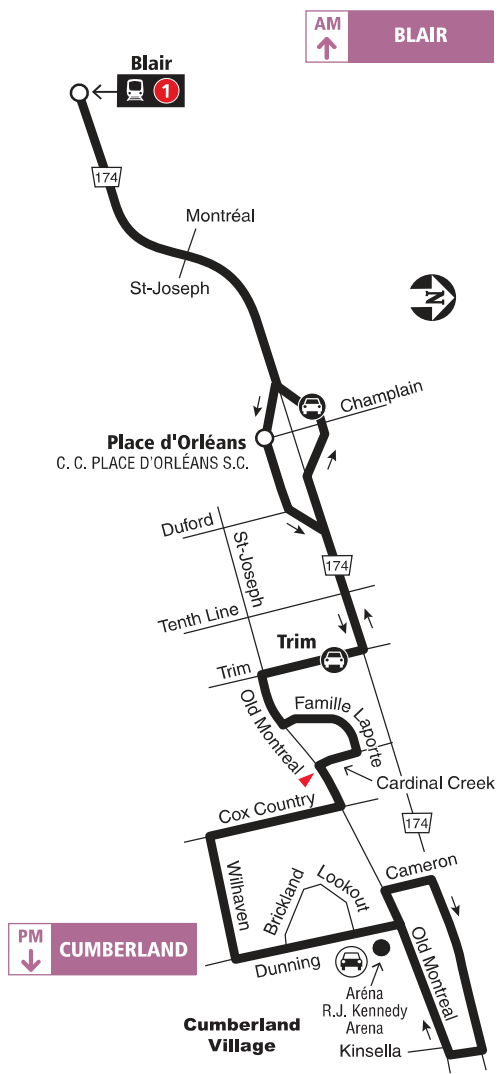 AM
BLAIR
Blair
1
174
Montréal
St-Joseph
N
Champlain
Place d'Orléans
C. C. PLACE D'ORLÉANS S.C.
Duford
St-Joseph
174
Tenth Line
Trim
Trim
Famille
Laporte
Old Montreal
Cardinal Creek
Cox Country
174
Cameron
Wilhaven
Brickland
Lookout
PM
CUMBERLAND
Dunning
Old Montreal
Aréna
R.J. Kennedy
Arena
Cumberland
Village
Kinsella